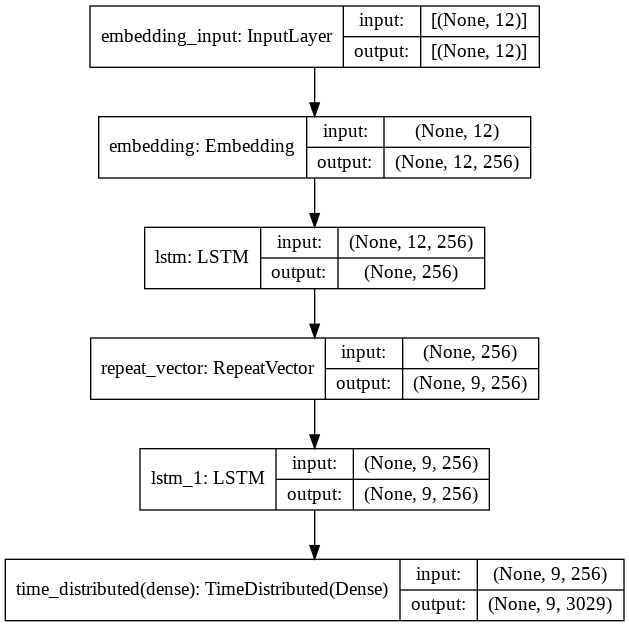 embedding_input: InputLayer
input: [(None, 12)]
output: [(None, 12)]
embedding: Embedding
input: (None, 12)
output: (None, 12, 256)
lstm: LSTM
input: (None, 12, 256)
output: (None, 256)
repeat_vector: RepeatVector
input: (None, 256)
output: (None, 9, 256)
lstm_1: LSTM
input: (None, 9, 256)
output: (None, 9, 256)
time_distributed(dense): TimeDistributed(Dense)
input: (None, 9, 256)
output: (None, 9, 3029)